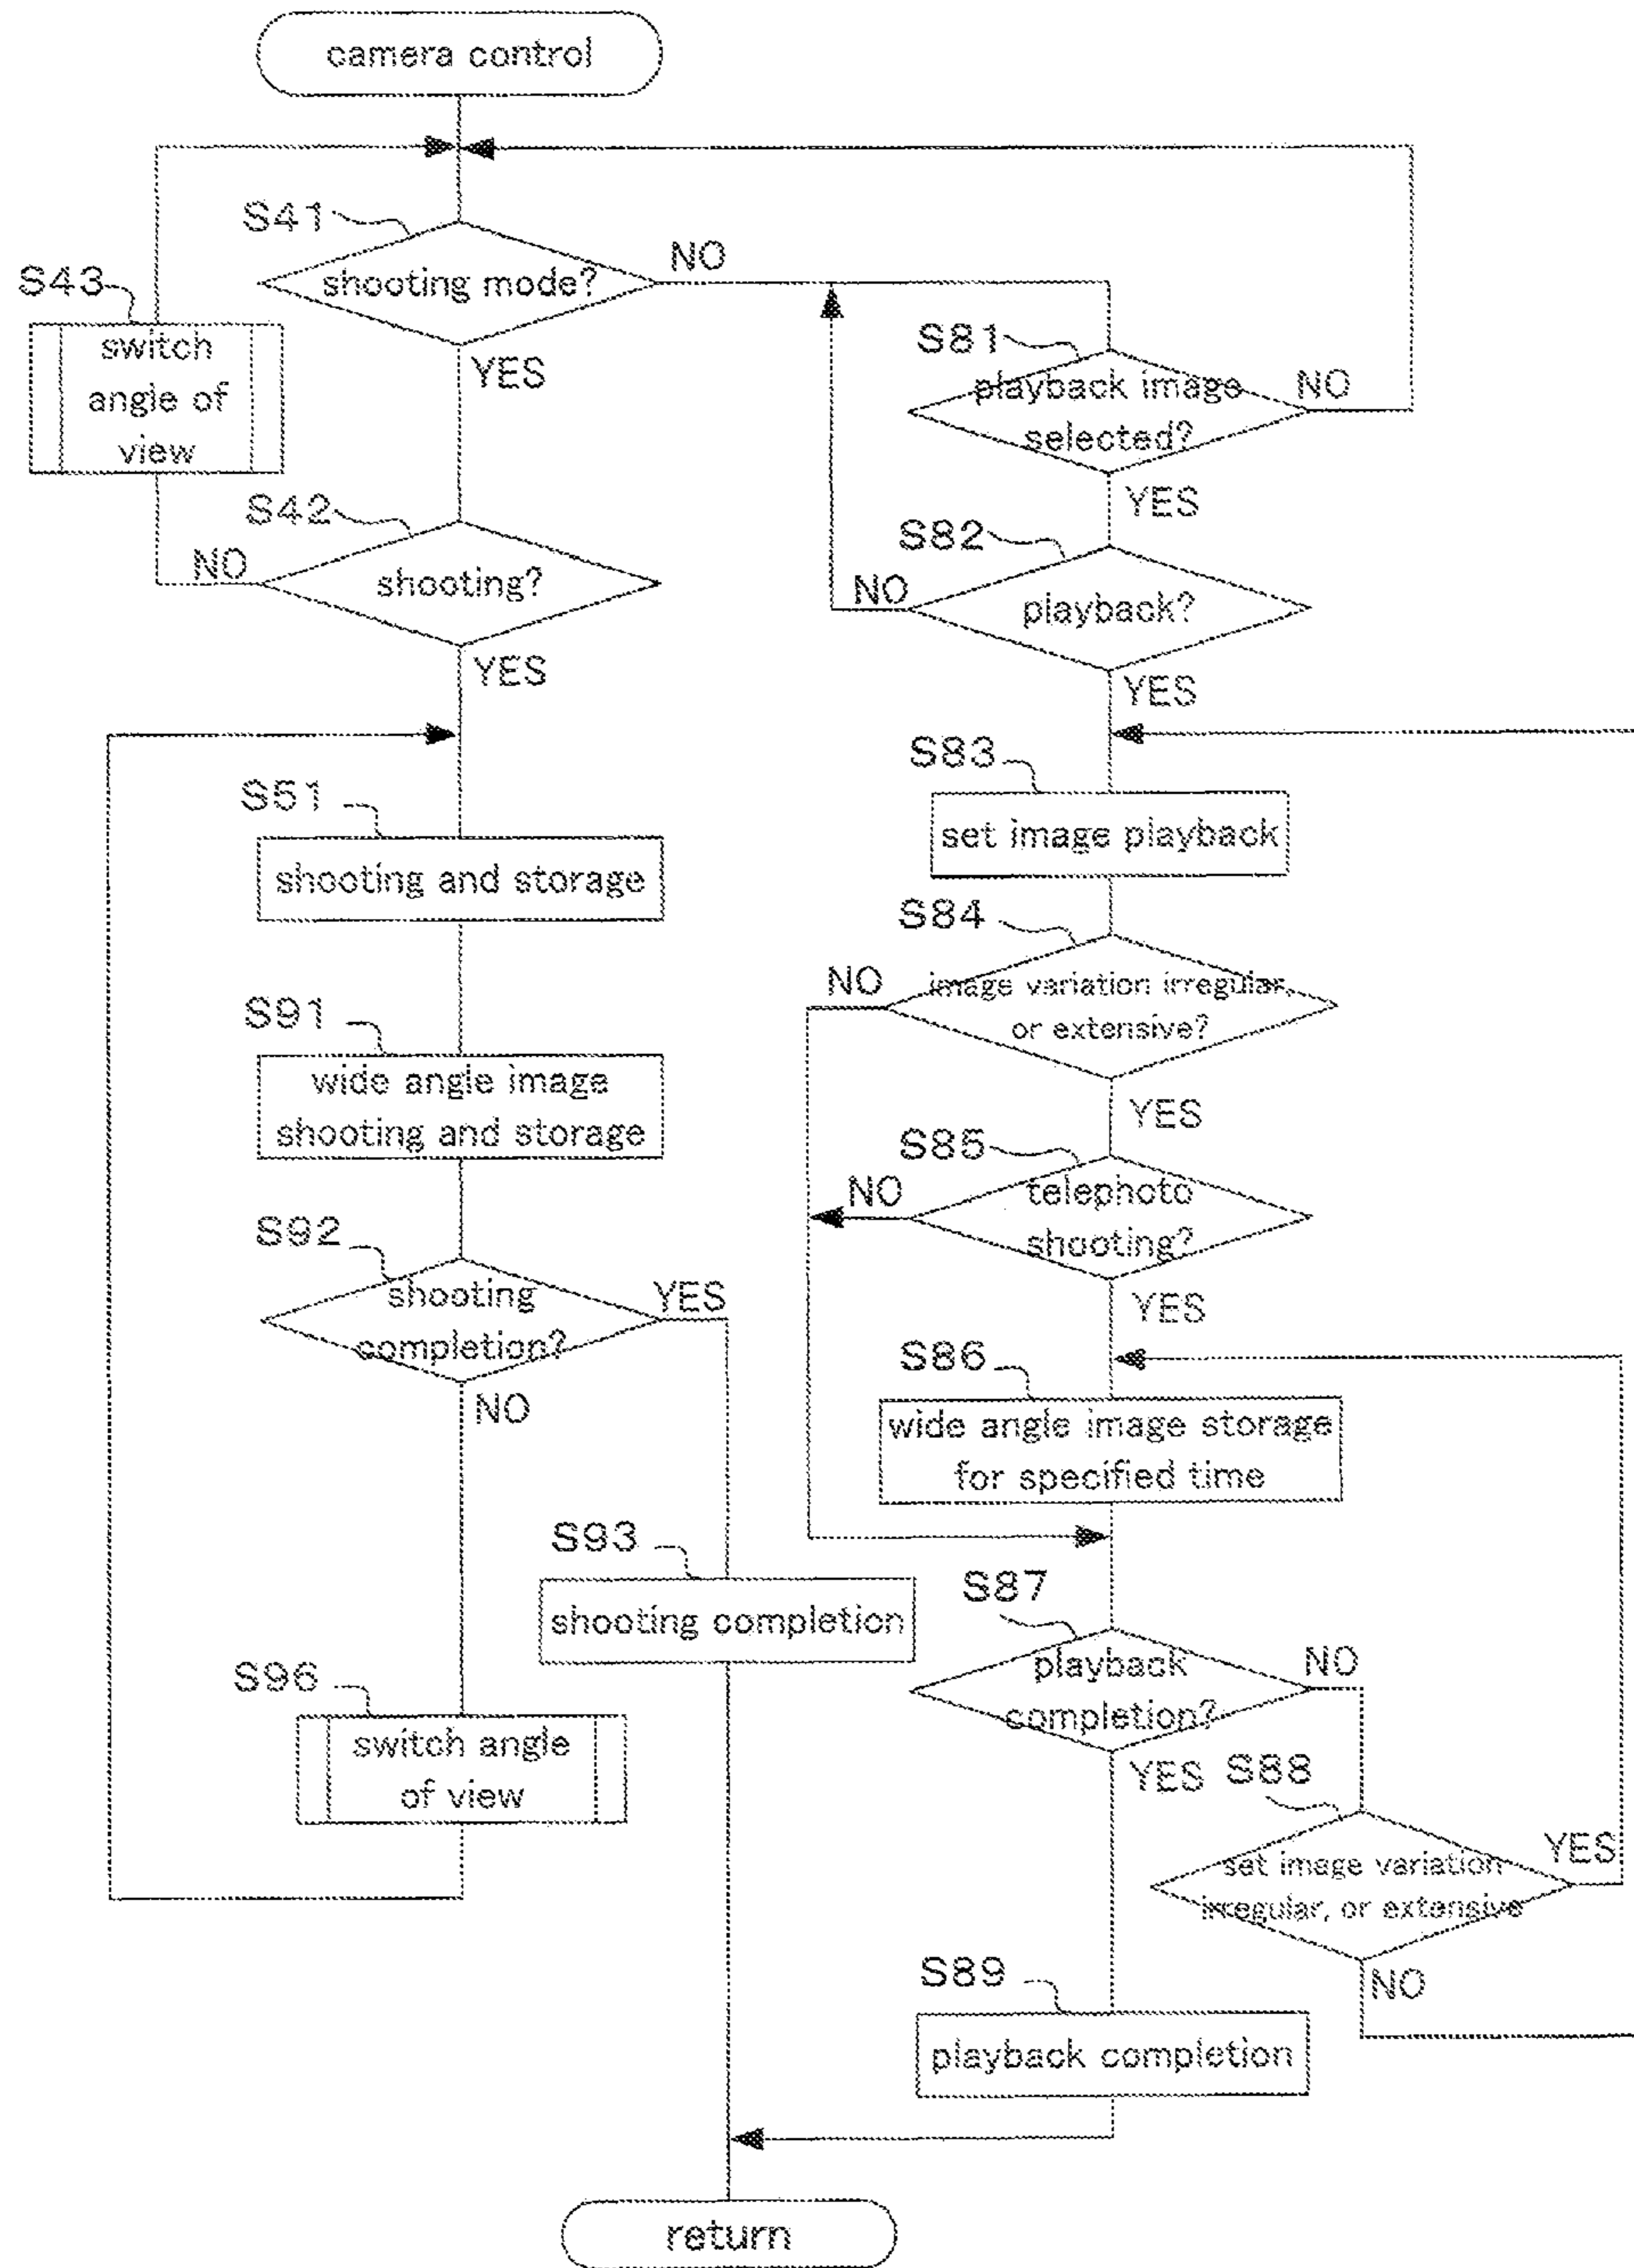 camera control
S41
shooting mode?
NO
YES
S43
switch
angle of
view
S42
shooting?
NO
YES
S51
shooting and storage
S91
wide angle image
shooting and storage
S92
shooting
completion?
YES
NO
S93
shooting completion
S96
switch angle
of view
S81
playback image
selected?
NO
YES
S82
playback?
NO
YES
S83
set image playback
S84
image variation irregular,
or extensive?
NO
YES
S85
telephoto
shooting?
NO
YES
S86
wide angle image storage
for specified time
S87
playback
completion?
NO
YES
S88
set image variation
irregular, or extensive
YES
NO
S89
playback completion
return